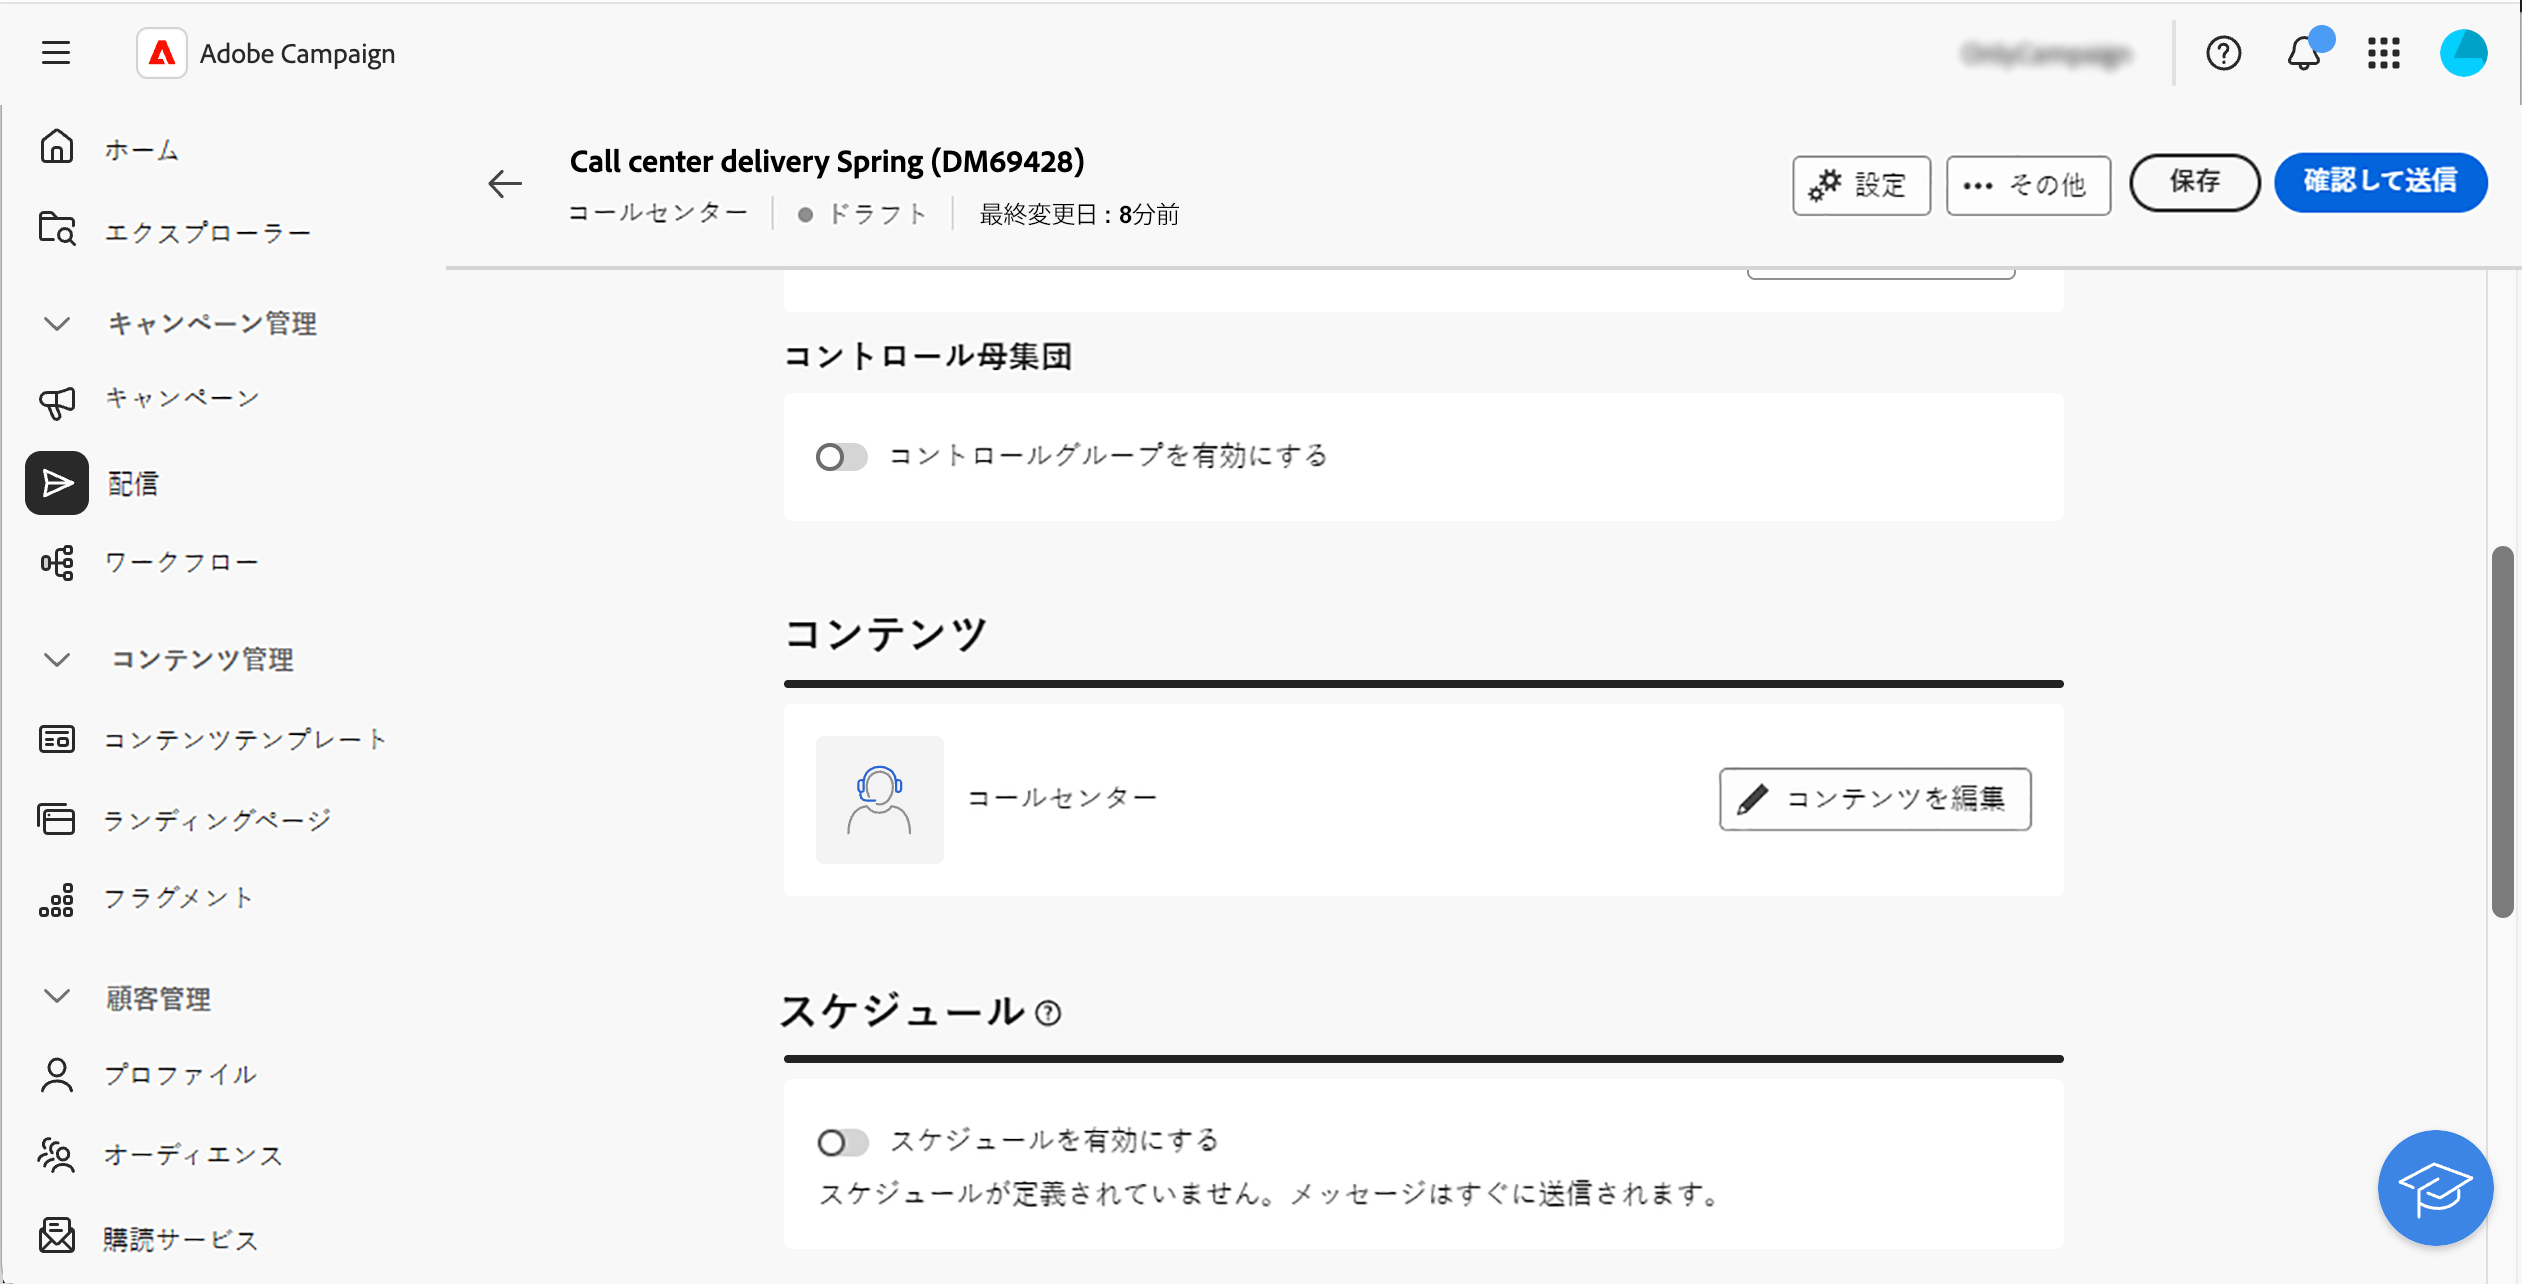 Adobe Campaign
ホーム
エクスプローラー
キャンペーン管理
キャンペーン
配信
ワークフロー
コンテンツ管理
コンテンツテンプレート
ランディングページ
フラグメント
顧客管理
プロファイル
オーディエンス
購読サービス
Call center delivery Spring (DM69428)
コールセンター ドラフト 最終変更日 : 8分前
設定
その他
保存
確認して送信
コントロール母集団
コントロールグループを有効にする
コンテンツ
コールセンター
コンテンツを編集
スケジュール
スケジュールを有効にする
スケジュールが定義されていません。メッセージはすぐに送信されます。